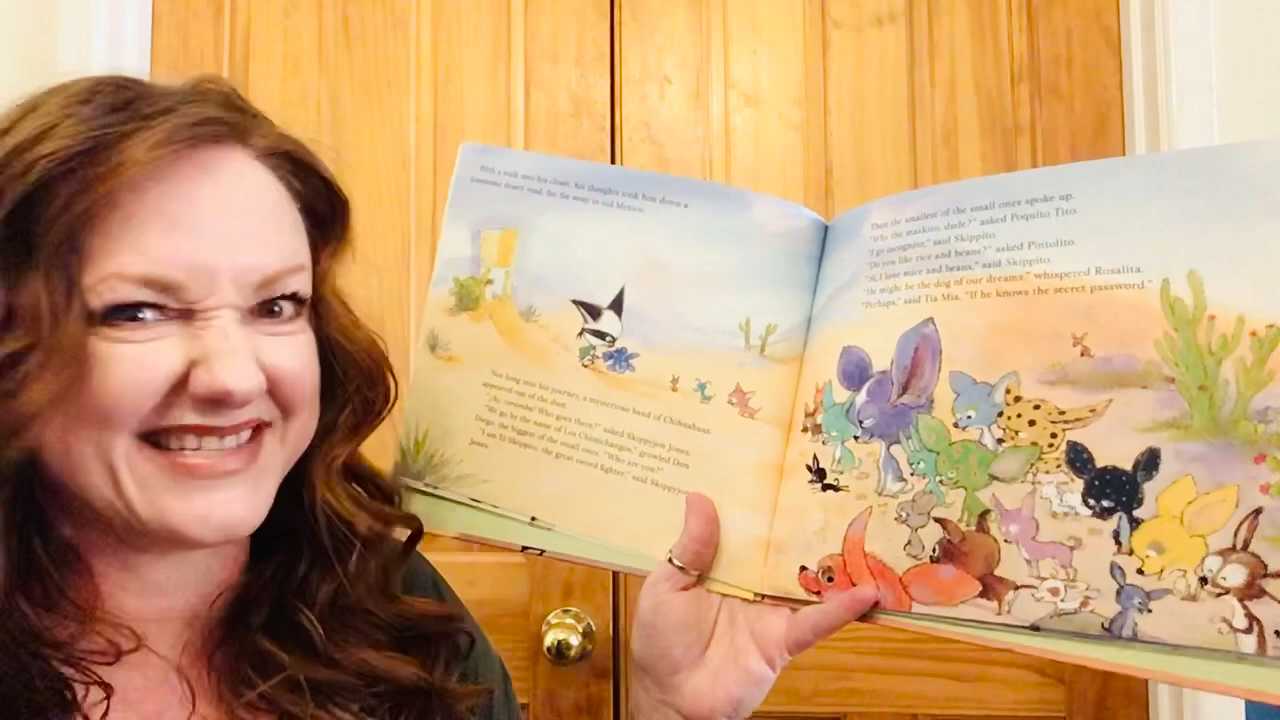 With a walk into his closet, his thoughts took him down a
lonesome desert road, far, far away in old Mexico.
Not long into his journey, a mysterious band of Chihuahuas
appeared out of the dust.
"Ay, caramba! Who goes there?" asked Skippyjon Jones.
"We go by the name of Los Chimichangos," growled Don
Diego, the biggest of the small ones. "Who are you?"
"I am El Skippito, the great sword fighter," said Skippyjon
Jones.
Then the smallest of the small ones spoke up.
"Why the maskito, dude?" asked Poquito Tito.
"I go incognito," said Skippito.
"Do you like rice and beans?" asked Pintolito.
"Sí, I love mice and beans," said Skippito.
"He might be the dog of our dreams," whispered Rosalita.
"Perhaps," said Tia Mia. "If he knows the secret password."